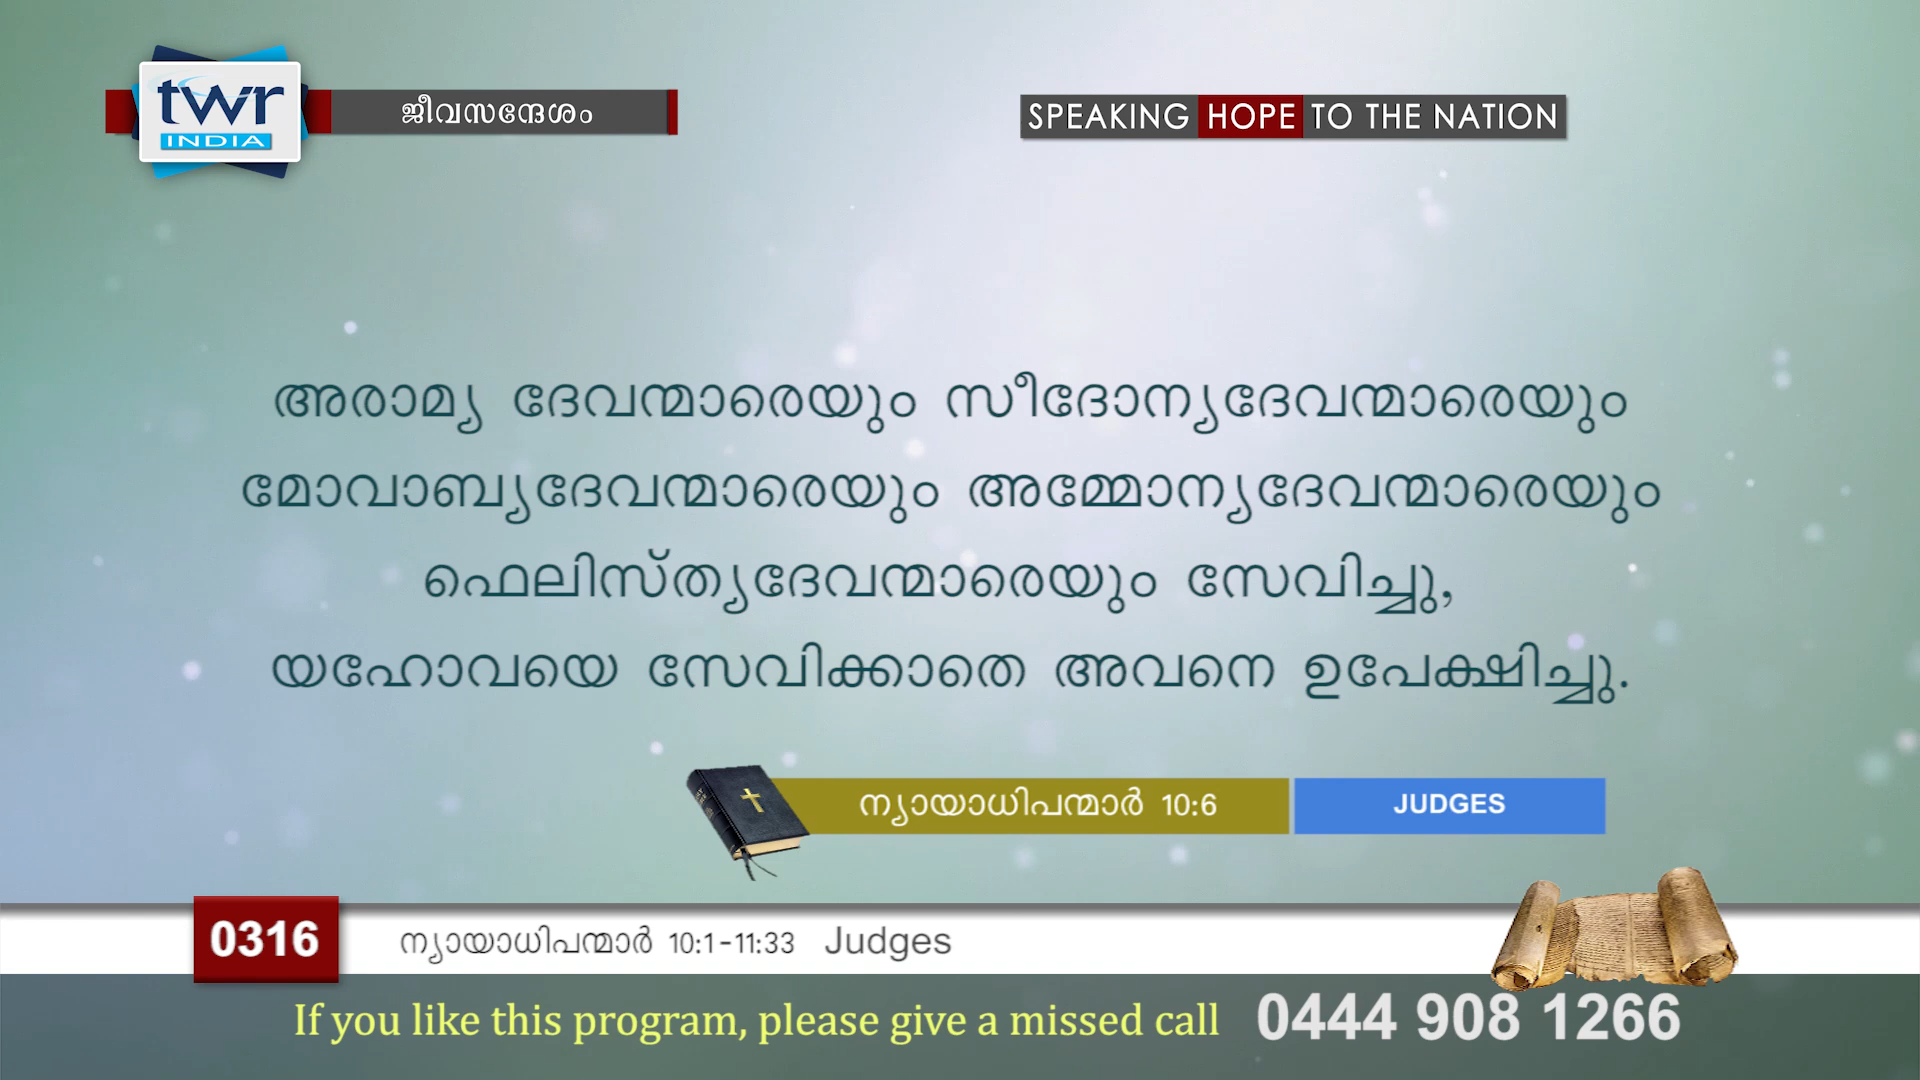 twr
INDIA
ജീവസന്ദേശം
SPEAKING HOPE TO THE NATION
അരാമ്യ ദേവന്മാരെയും സീദോന്യദേവന്മാരെയും
മോവാബ്യദേവന്മാരെയും അമ്മോന്യദേവന്മാരെയും
ഫെലിസ്ത്യദേവന്മാരെയും സേവിച്ചു,
യഹോവയെ സേവിക്കാതെ അവനെ ഉപേക്ഷിച്ചു.
ന്യായാധിപന്മാർ 10:6
JUDGES
0316
ന്യായാധിപന്മാർ 10:1-11:33 Judges
If you like this program, please give a missed call 0444 908 1266